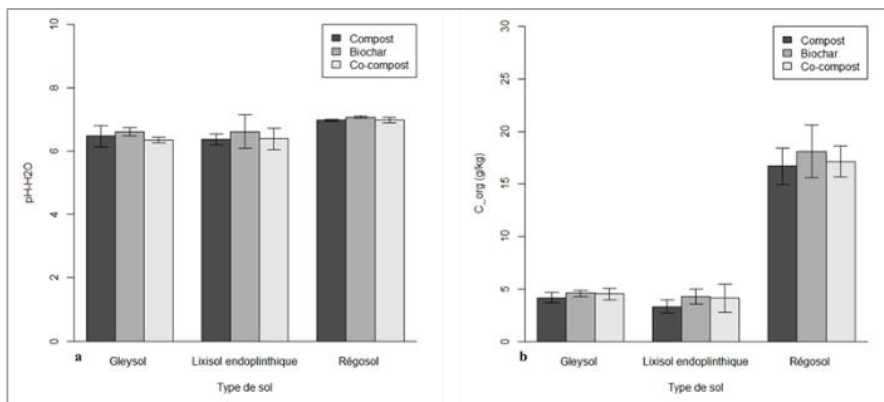 10
8
6
4
2
0
pH-H2O
Compost
Biochar
Co-compost
a
Gleysol Lixisol endoplinthique Régosol
Type de sol
30
25
20
15
10
5
0
C_org (g/kg)
Compost
Biochar
Co-compost
b
Gleysol Lixisol endoplinthique Régosol
Type de sol